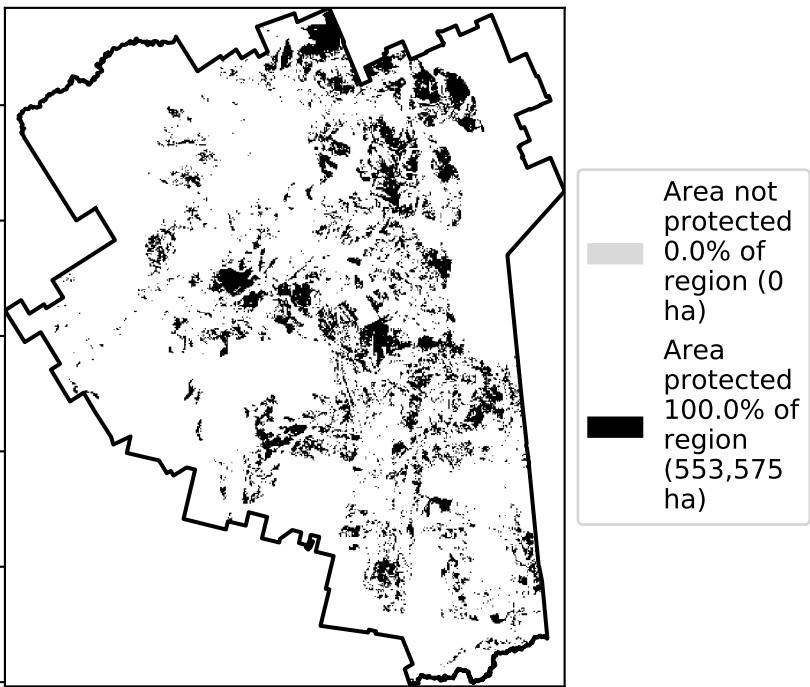 Area not
protected
0.0% of
region (0
ha)
Area
protected
100.0% of
region
(553,575
ha)